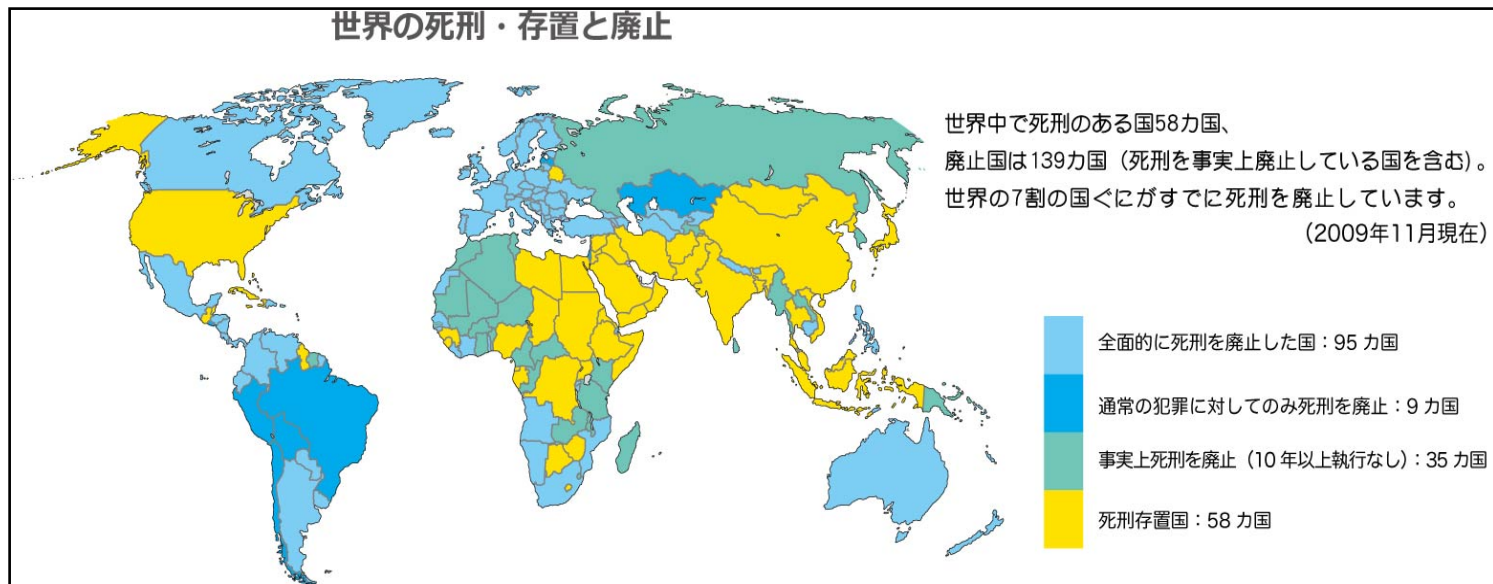 世界の死刑・存置と廃止
世界中で死刑のある国58カ国、
廃止国は139カ国（死刑を事実上廃止している国を含む）。
世界の7割の国ぐにがすでに死刑を廃止しています。
（2009年11月現在）
全面的に死刑を廃止した国：95 カ国
通常の犯罪に対してのみ死刑を廃止：9 カ国
事実上死刑を廃止（10 年以上執行なし）：35 カ国
死刑存置国：58 カ国